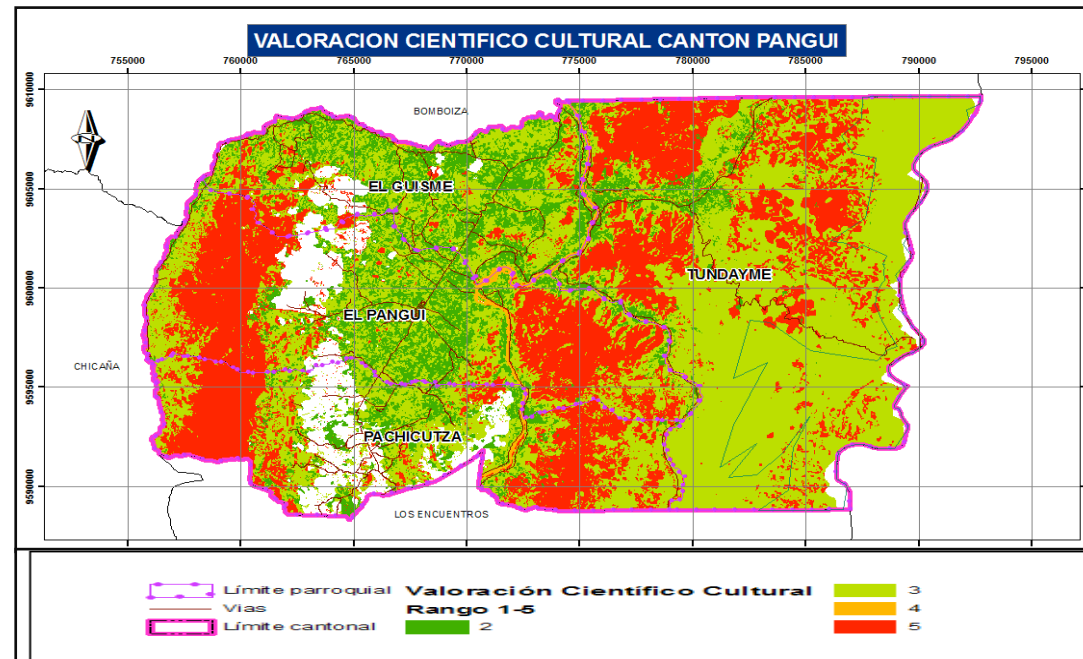 VALORACION CIENTIFICO CULTURAL CANTON PANGUI
755000 760000 765000 770000 775000 780000 785000 790000 795000
9610000
BOMBOIZA
N
9605000
EL GUISME
TUNDAYME
9600000
EL PANGUI
CHICAÑA
9595000
PACHICUTZA
9590000
LOS ENCUENTROS
Límite parroquial
Vias
Límite cantonal
Valoración Científico Cultural
Rango 1-5
2
3
4
5